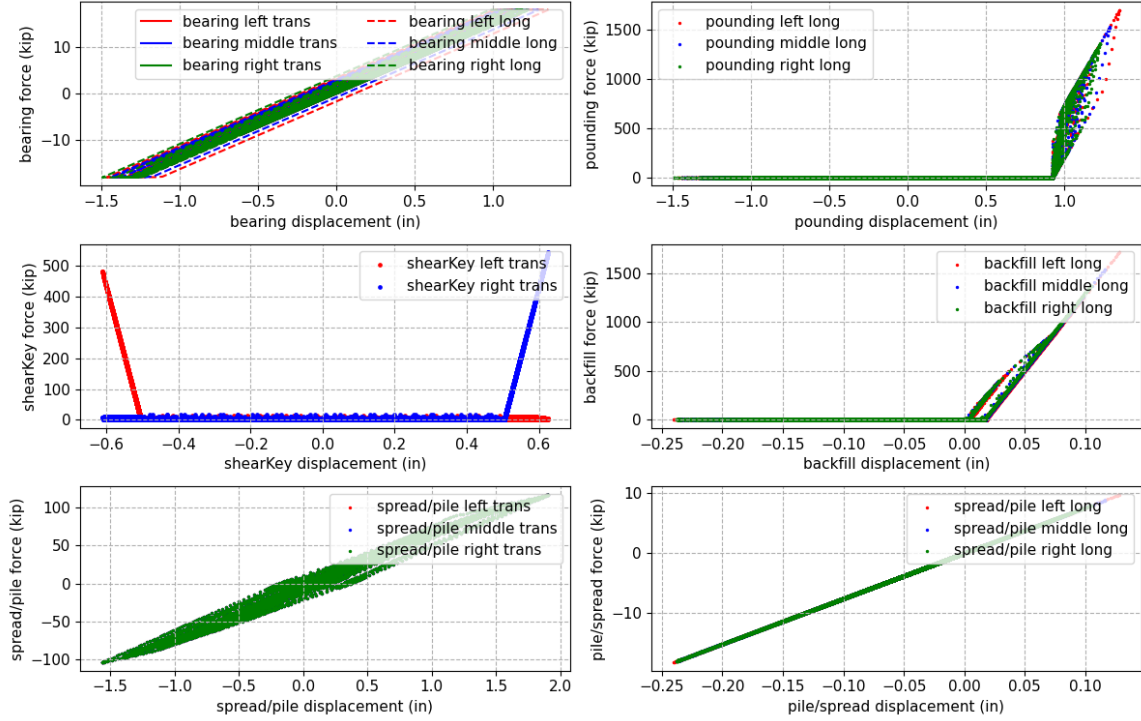 bearing force (kip)
10
0
−10
bearing left trans
bearing middle trans
bearing right trans
bearing left long
bearing middle long
bearing right long
−1.5 −1.0 −0.5 0.0 0.5 1.0
bearing displacement (in)
pounding force (kip)
1500
1000
500
0
pounding left long
pounding middle long
pounding right long
−1.5 −1.0 −0.5 0.0 0.5 1.0
pounding displacement (in)
shearKey force (kip)
500
400
300
200
100
0
shearKey left trans
shearKey right trans
−0.6 −0.4 −0.2 0.0 0.2 0.4 0.6
shearKey displacement (in)
backfill force (kip)
1500
1000
500
0
backfill left long
backfill middle long
backfill right long
−0.25 −0.20 −0.15 −0.10 −0.05 0.00 0.05 0.10
backfill displacement (in)
spread/pile force (kip)
100
50
0
−50
−100
spread/pile left trans
spread/pile middle trans
spread/pile right trans
−1.5 −1.0 −0.5 0.0 0.5 1.0 1.5 2.0
spread/pile displacement (in)
pile/spread force (kip)
10
0
−10
spread/pile left long
spread/pile middle long
spread/pile right long
−0.25 −0.20 −0.15 −0.10 −0.05 0.00 0.05 0.10
pile/spread displacement (in)